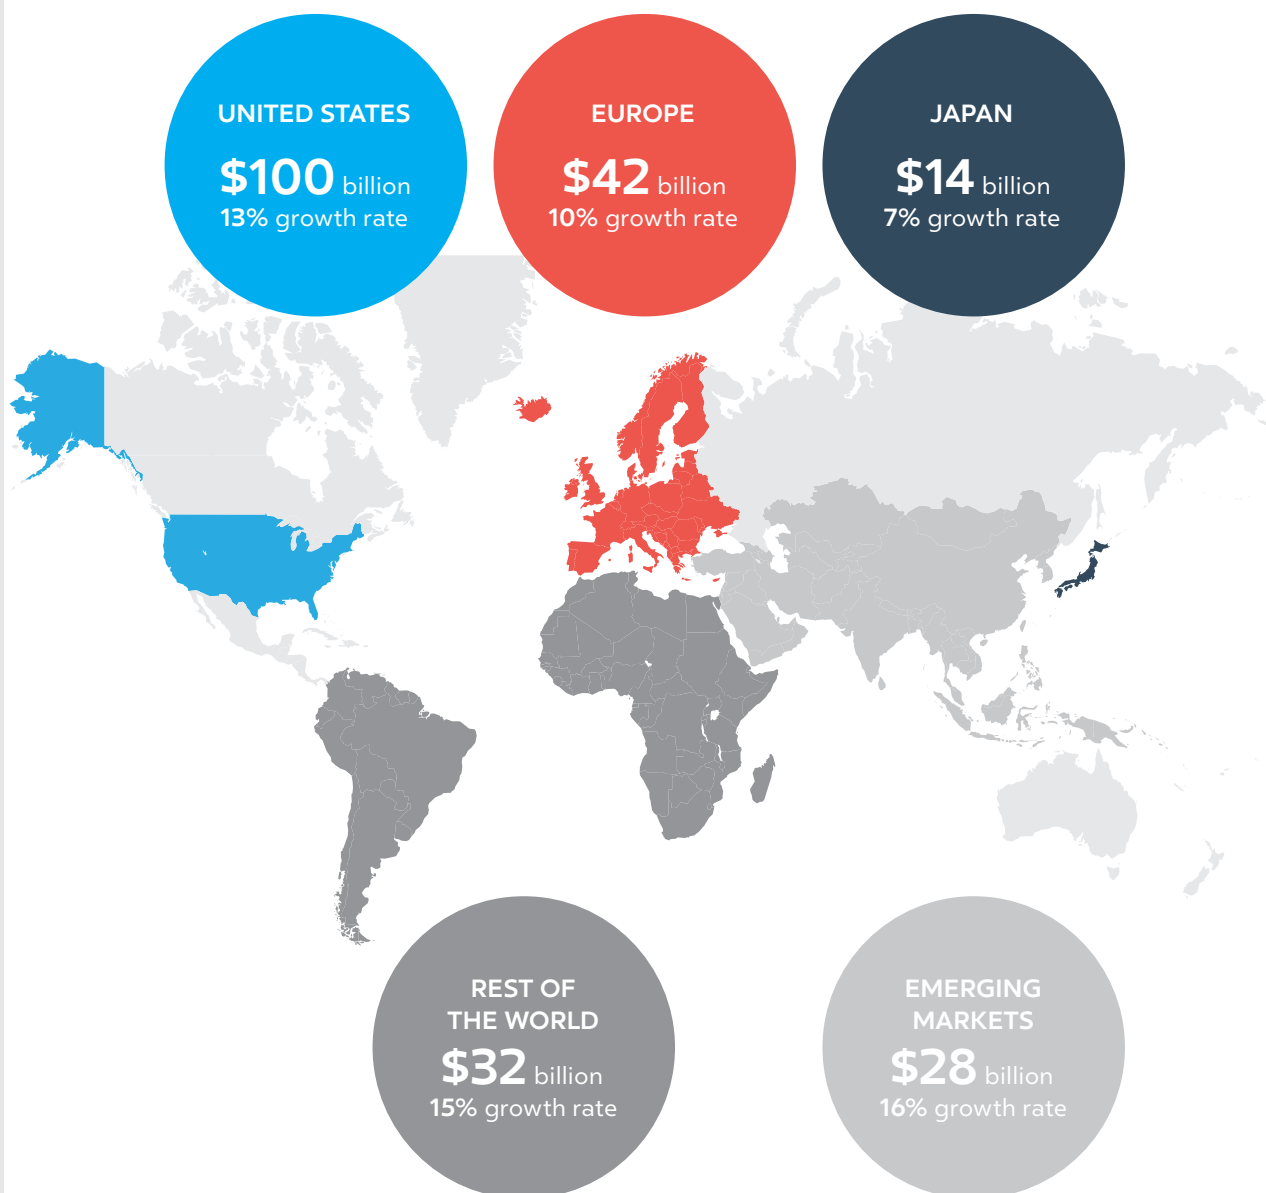 UNITED STATES
$100 billion
13% growth rate
EUROPE
$42 billion
10% growth rate
JAPAN
$14 billion
7% growth rate
REST OF
THE WORLD
$32 billion
15% growth rate
EMERGING
MARKETS
$28 billion
16% growth rate